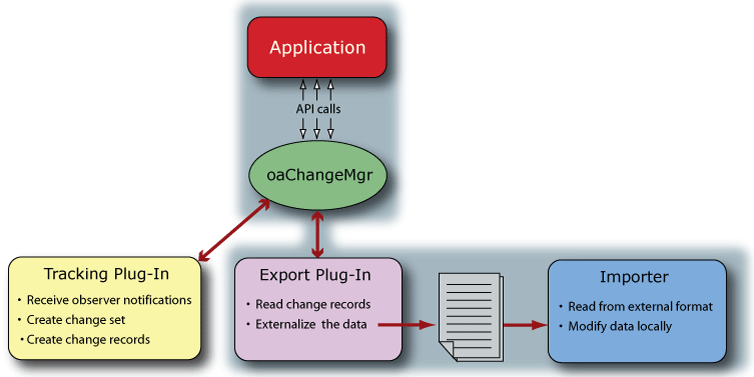 Application
API calls
oaChangeMgr
Tracking Plug-In
• Receive observer notifications
• Create change set
• Create change records
Export Plug-In
• Read change records
• Externalize the data
Importer
• Read from external format
• Modify data locally